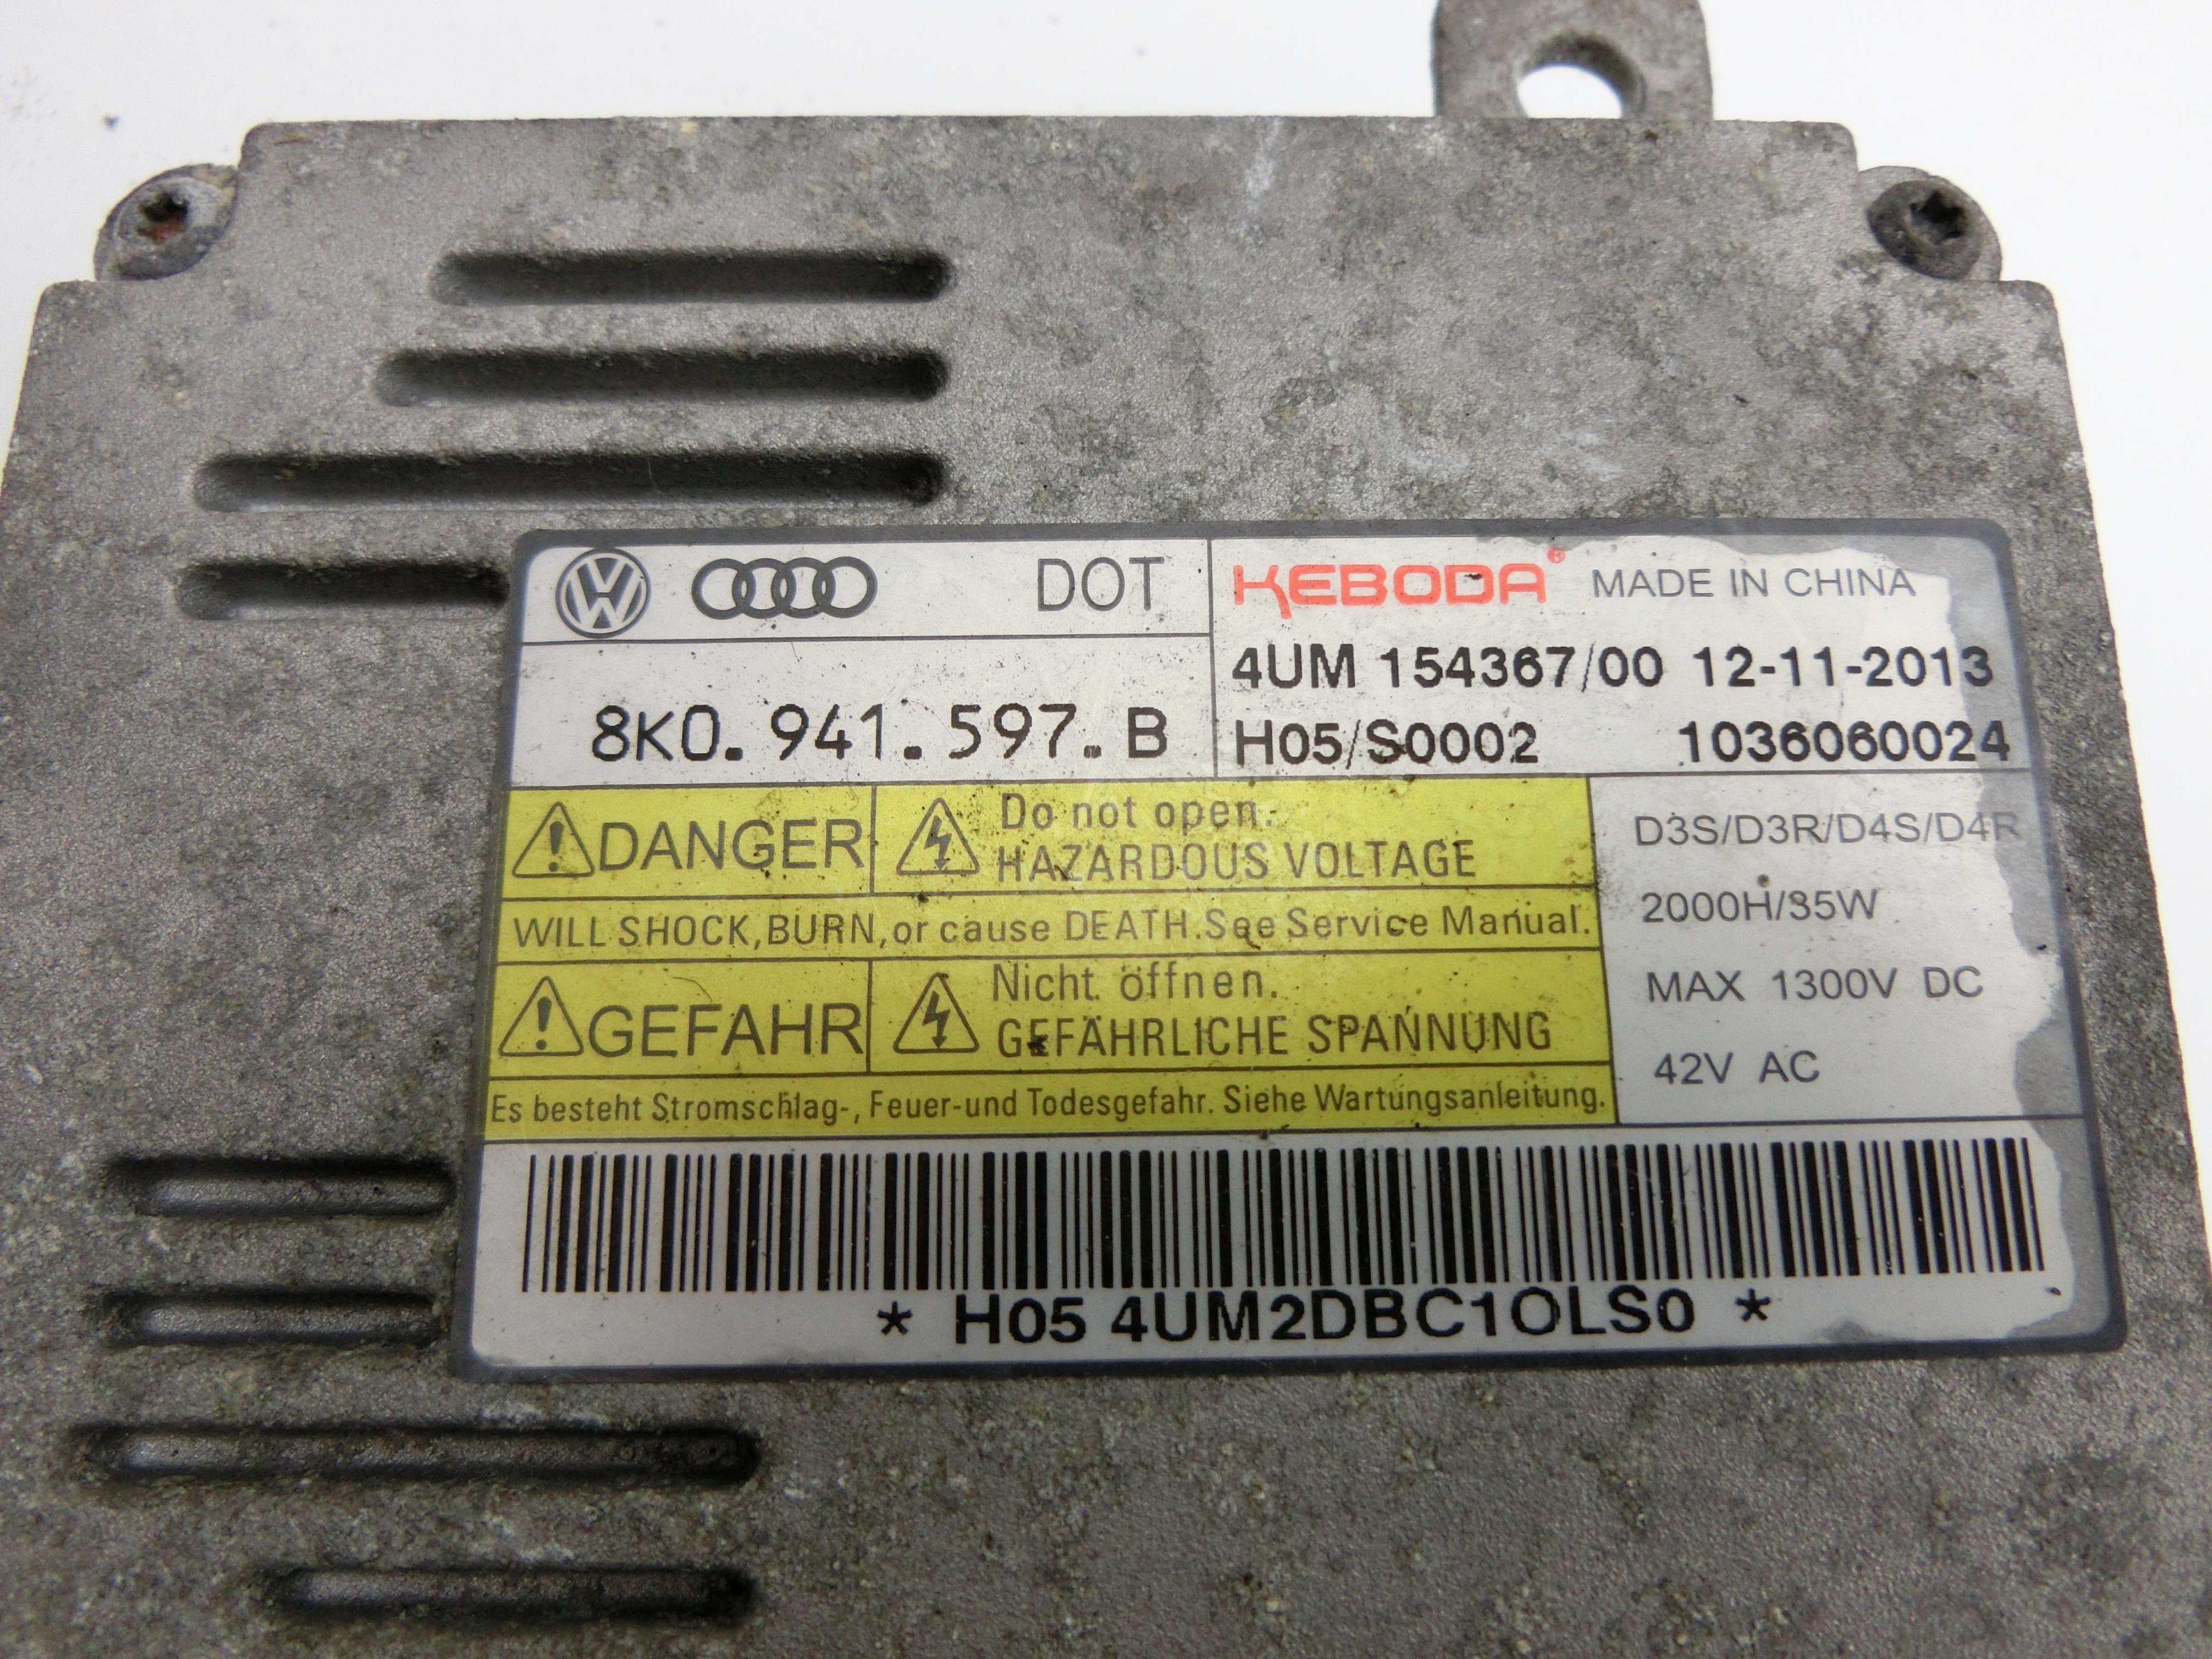 DOT
KEBODA® MADE IN CHINA
4UM 154367/00 12-11-2013
8K0.941.597.B
H05/S0002 1036060024
DANGER
Do not open.
HAZARDOUS VOLTAGE
WILL SHOCK, BURN, or cause DEATH. See Service Manual.
GEFAHR
Nicht öffnen.
GEFÄHRLICHE SPANNUNG
Es besteht Stromschlag-, Feuer-und Todesgefahr. Siehe Wartungsanleitung.
D3S/D3R/D4S/D4R
2000H/35W
MAX 1300V DC
42V AC
* H05 4UM2DBC1OLS0 *